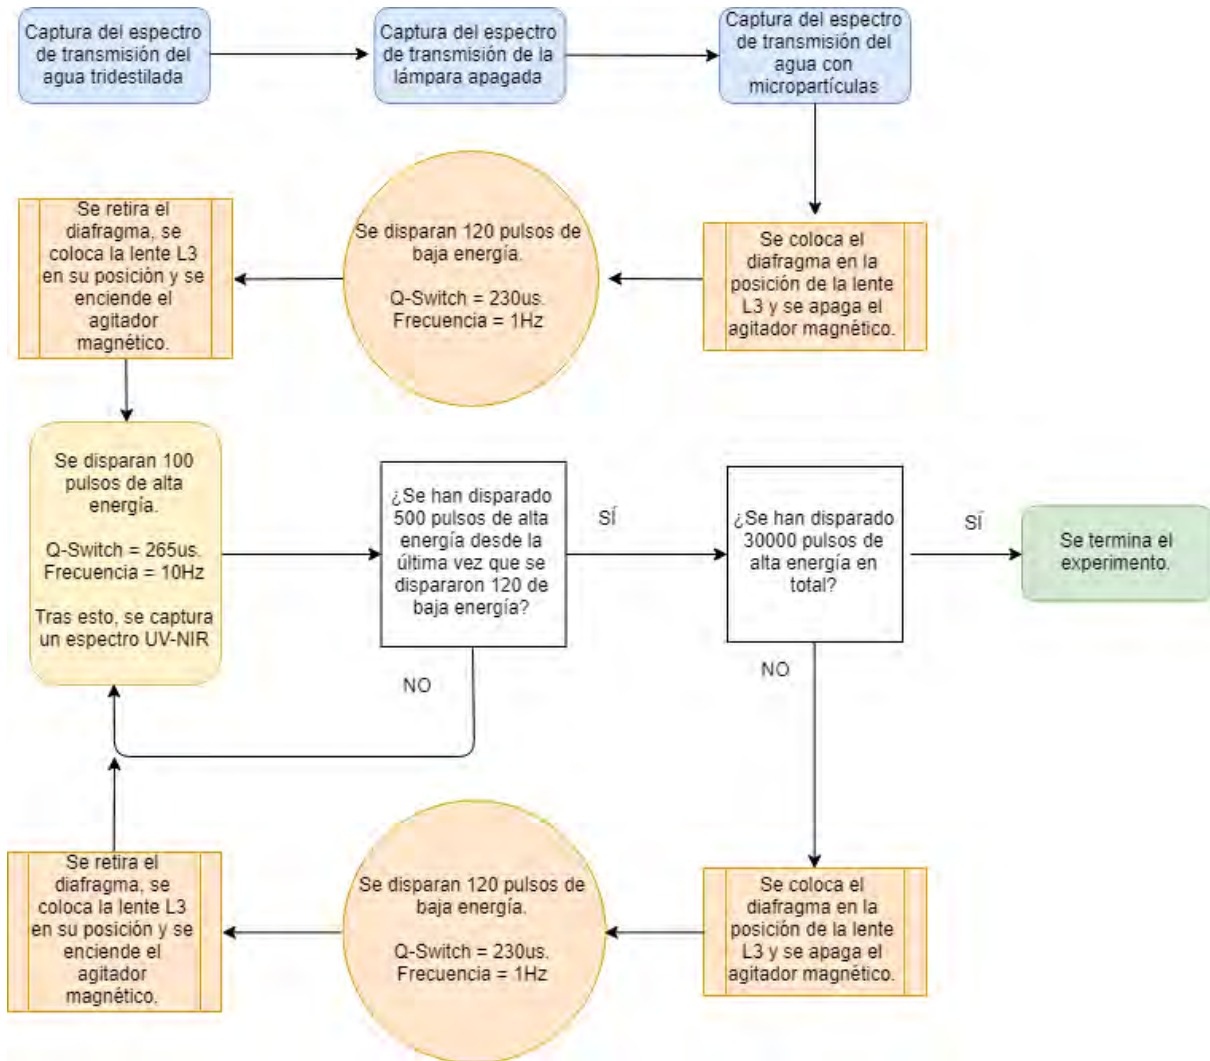 Captura del espectro
de transmisión del
agua tridestilada
Captura del espectro
de transmisión de la
lámpara apagada
Captura del espectro
de transmisión del
agua con
micropartículas
Se retira el
diafragma, se
coloca la lente L3
en su posición y se
enciende el
agitador
magnético.
Se disparan 120 pulsos de
baja energía.
Q-Switch = 230us.
Frecuencia = 1Hz
Se coloca el
diafragma en la
posición de la lente
L3 y se apaga el
agitador magnético.
Se disparan 100
pulsos de alta
energía.
Q-Switch = 265us.
Frecuencia = 10Hz
Tras esto, se captura
un espectro UV-NIR
¿Se han disparado
500 pulsos de alta
energía desde la
última vez que se
dispararon 120 de
baja energía?
SÍ
¿Se han disparado
30000 pulsos de
alta energía en
total?
SÍ
Se termina el
experimento.
NO
NO
Se retira el
diafragma, se
coloca la lente L3
en su posición y se
enciende el
agitador
magnético.
Se disparan 120 pulsos de
baja energía.
Q-Switch = 230us.
Frecuencia = 1Hz
Se coloca el
diafragma en la
posición de la lente
L3 y se apaga el
agitador magnético.